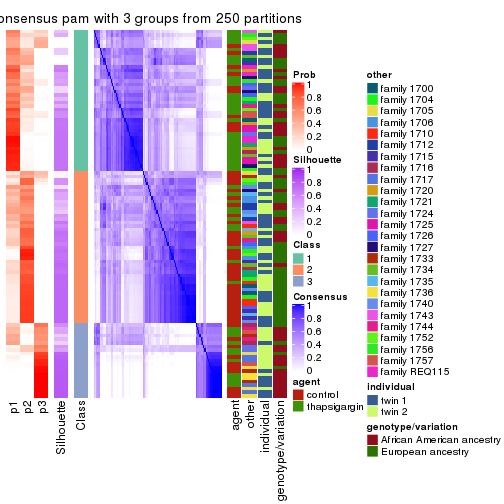 onsensus pam with 3 groups from 250 partitions
p1
p2
p3
Silhouette
Class
agent
other
individual
genotype/variation
Prob
1
0.8
0.6
0.4
0.2
0
Silhouette
1
0.8
0.6
0.4
0.2
0
Class
1
2
3
Consensus
1
0.8
0.6
0.4
0.2
0
agent
control
thapsigargin
other
family 1700
family 1704
family 1705
family 1706
family 1710
family 1712
family 1715
family 1716
family 1717
family 1720
family 1721
family 1724
family 1725
family 1726
family 1727
family 1733
family 1734
family 1735
family 1736
family 1740
family 1743
family 1744
family 1752
family 1756
family 1757
family REQ115
individual
twin 1
twin 2
genotype/variation
African American ancestry
European ancestry